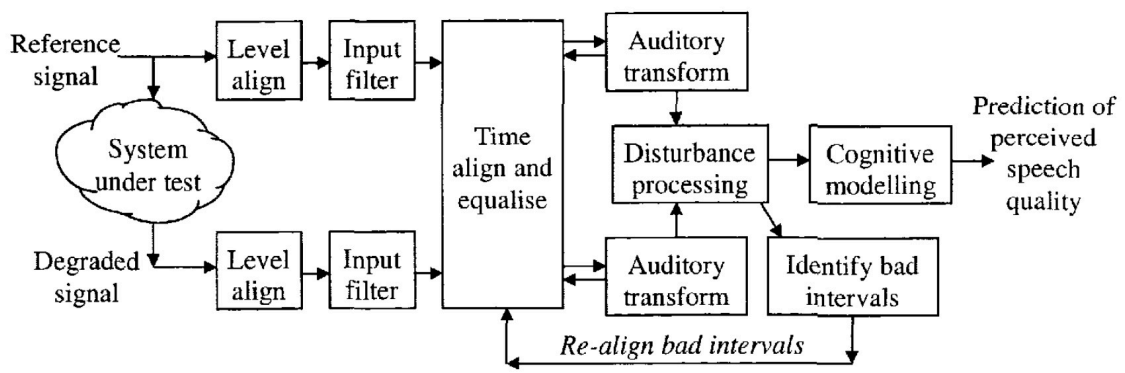 Reference
signal
Level
align
Input
filter
Auditory
transform
System
under test
Time
align and
equalise
Disturbance
processing
Cognitive
modelling
Prediction of
perceived
speech
quality
Degraded
signal
Level
align
Input
filter
Auditory
transform
Identify bad
intervals
Re-align bad intervals